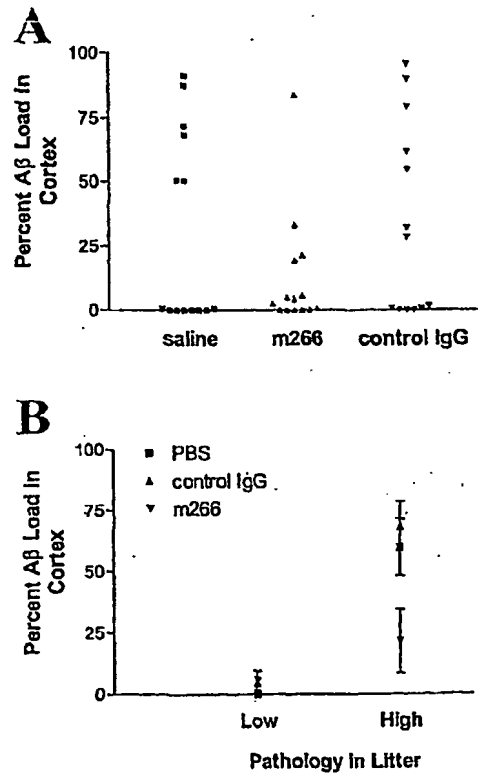 A
Percent Aβ Load In
Cortex
100
75
50
25
0
saline m266 control IgG
B
Percent Aβ Load In
Cortex
100
75
50
25
0
PBS
control IgG
m266
Low High
Pathology in Litter